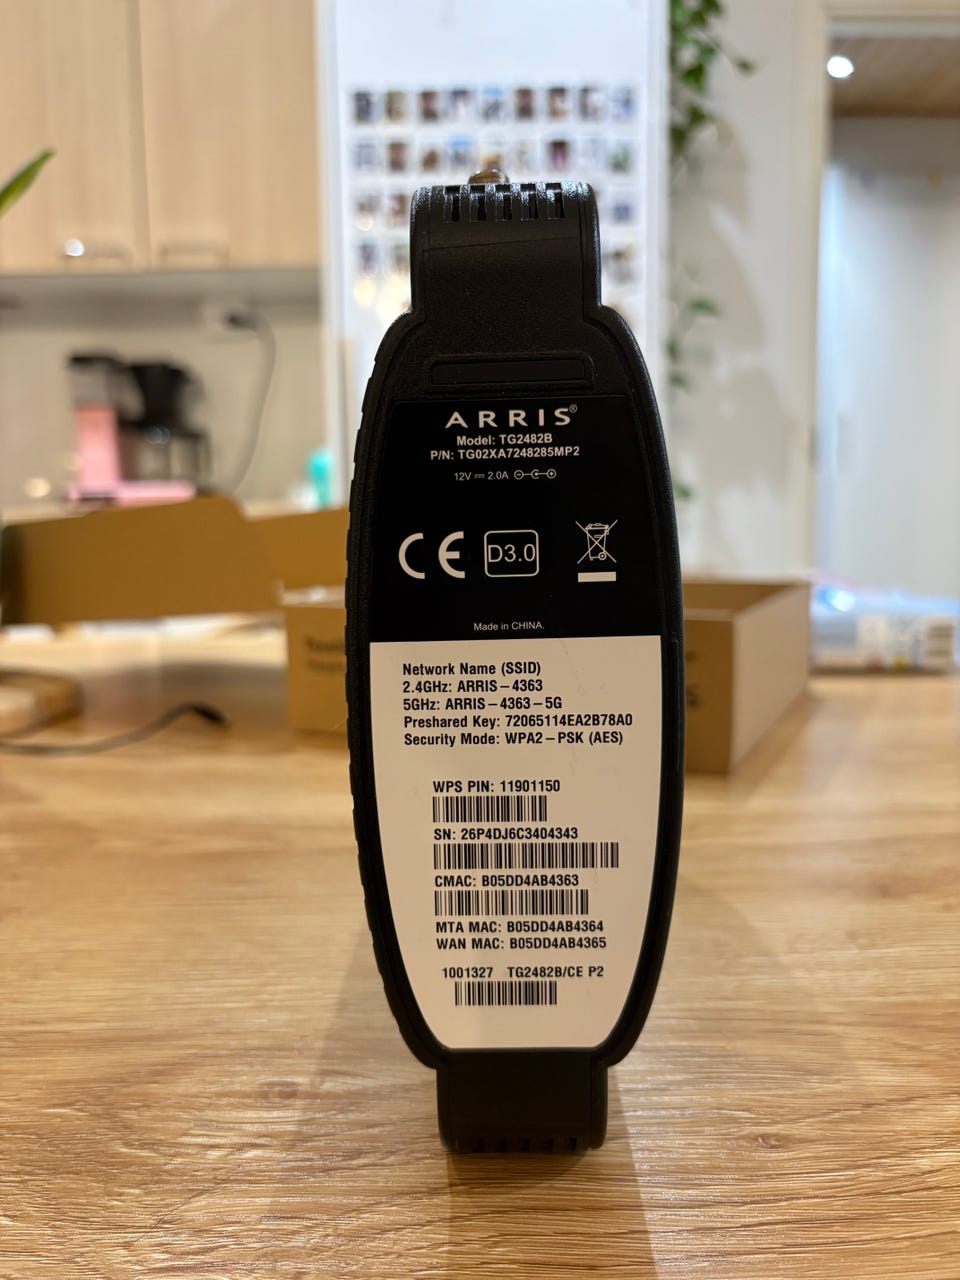 ARRIS®
Model: TG2482B
P/N: TG02XA7248285MP2
12V 2.0A
CE D3.0
Made in CHINA.
Network Name (SSID)
2.4GHz: ARRIS-4363
5GHz: ARRIS-4363-5G
Preshared Key: 72065114EA2B78A0
Security Mode: WPA2-PSK (AES)
WPS PIN: 11901150
SN: 26P4DJ6C3404343
CMAC: B05DD4AB4363
MTA MAC: B05DD4AB4364
WAN MAC: B05DD4AB4365
1001327 TG2482B/CE P2